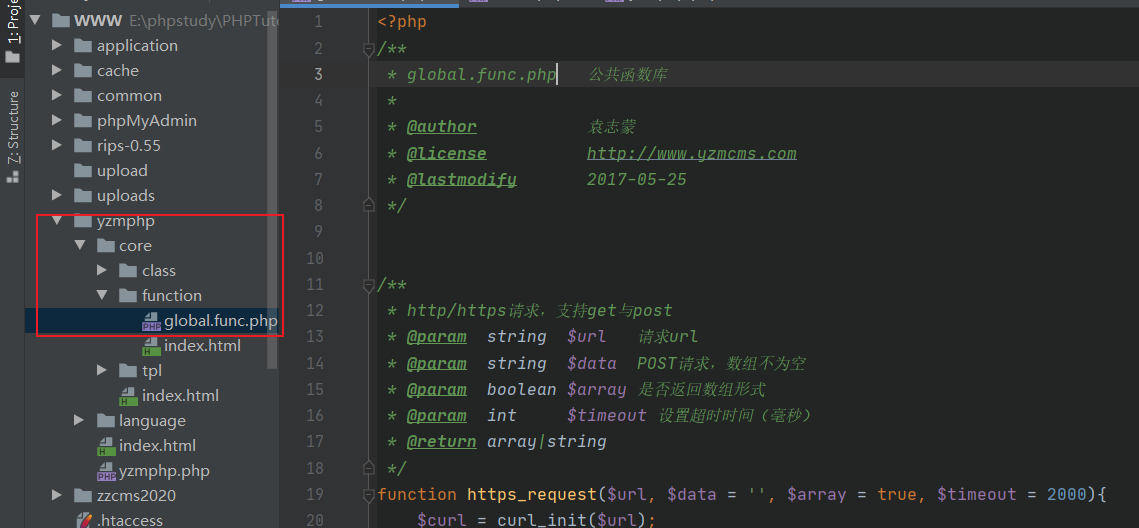 1: Proje
7: Structure
WWW E:\phpstudy\PHPTu
application
cache
common
phpMyAdmin
rips-0.55
upload
uploads
yzmphp
core
class
function
global.func.php
index.html
tpl
index.html
language
index.html
yzmphp.php
zzcms2020
.htaccess
1 <?php
2 /**
3 * global.func.php 公共函数库
4 *
5 * @author 袁志蒙
6 * @license http://www.yzmcms.com
7 * @lastmodify 2017-05-25
8 */
9
10
11 /**
12 * http/https请求，支持get与post
13 * @param string $url 请求url
14 * @param string $data POST请求，数组不为空
15 * @param boolean $array 是否返回数组形式
16 * @param int $timeout 设置超时时间（毫秒）
17 * @return array|string
18 */
19 function https_request($url, $data = '', $array = true, $timeout = 2000){
20 $curl = curl_init($url);